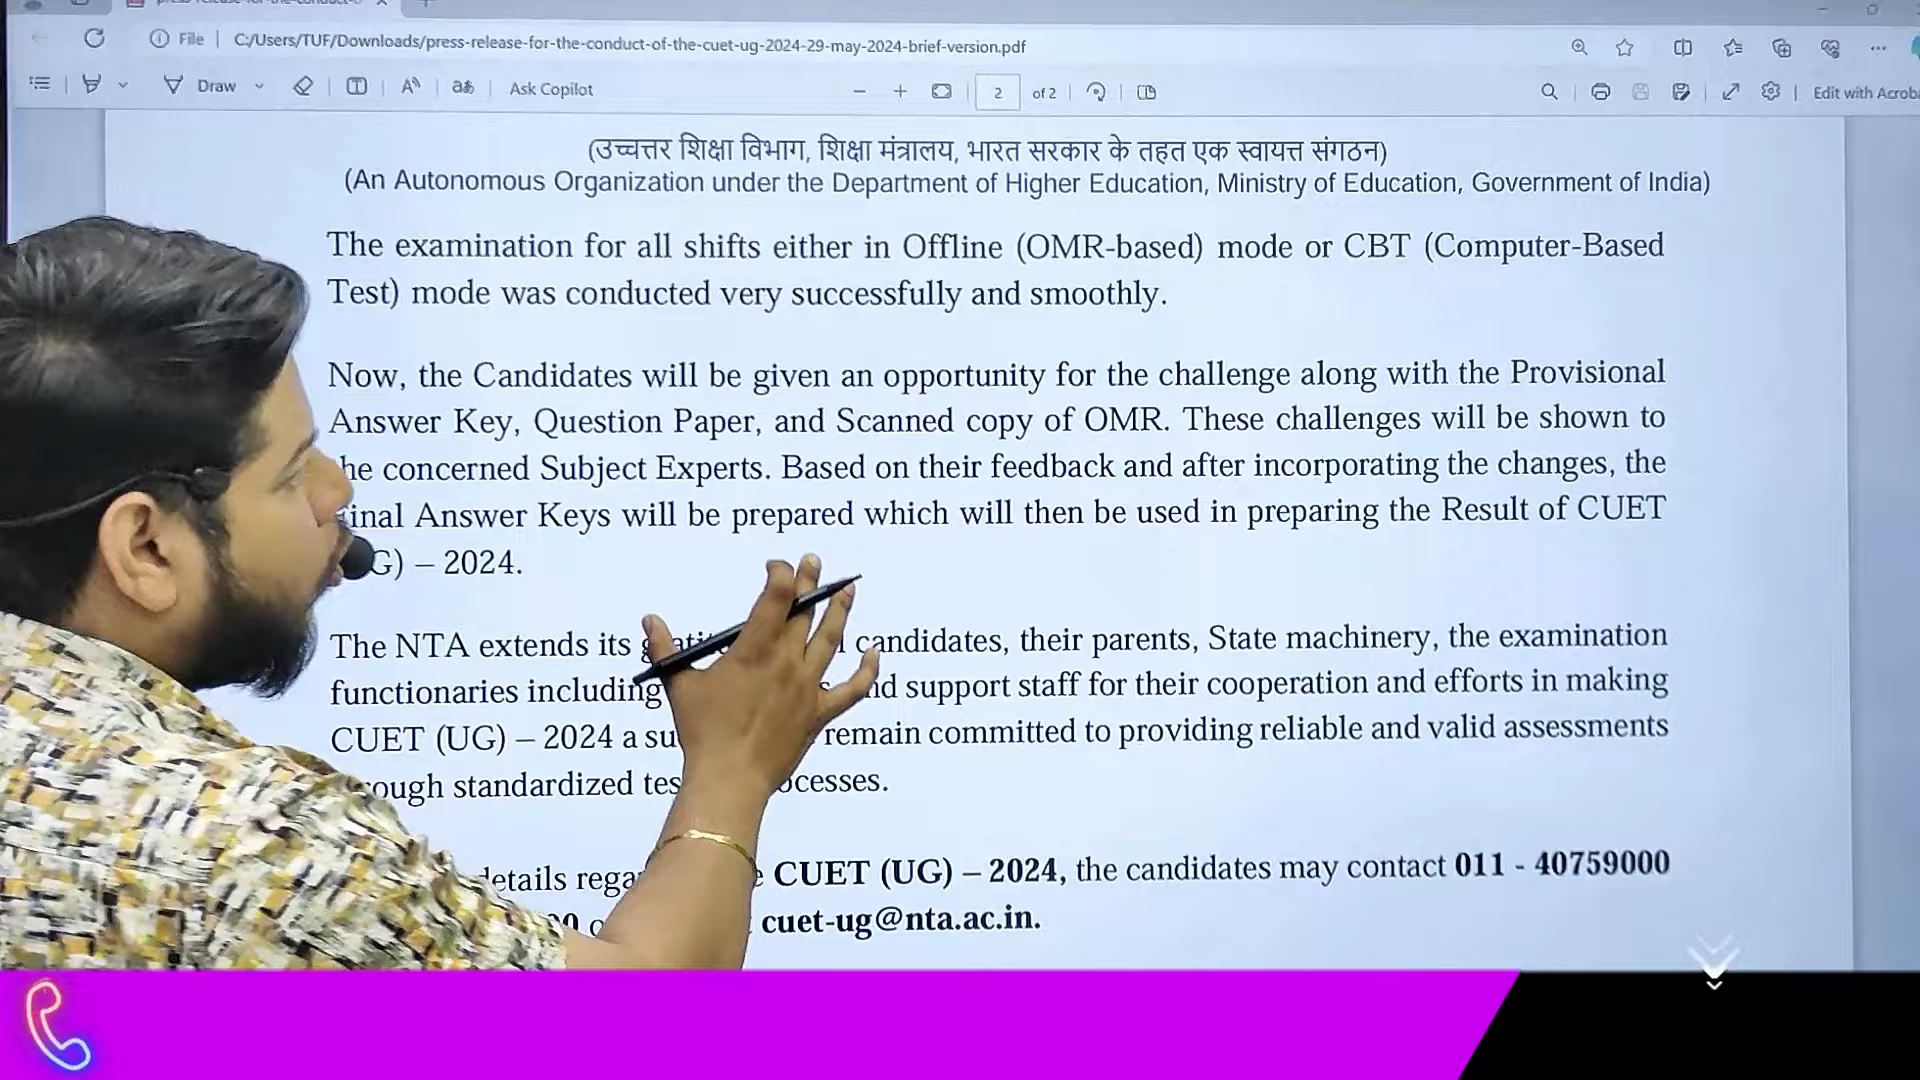 File
C:/Users/TUF/Downloads/press-release-for-the-conduct-of-the-cuet-ug-2024-29-may-2024-brief-version.pdf
Draw
Ask Copilot
2
of 2
Edit with Acroba
(उच्चत्तर शिक्षा विभाग, शिक्षा मंत्रालय, भारत सरकार के तहत एक स्वायत्त संगठन)
(An Autonomous Organization under the Department of Higher Education, Ministry of Education, Government of India)
The examination for all shifts either in Offline (OMR-based) mode or CBT (Computer-Based
Test) mode was conducted very successfully and smoothly.
Now, the Candidates will be given an opportunity for the challenge along with the Provisional
Answer Key, Question Paper, and Scanned copy of OMR. These challenges will be shown to
he concerned Subject Experts. Based on their feedback and after incorporating the changes, the
inal Answer Keys will be prepared which will then be used in preparing the Result of CUET
G) – 2024.
The NTA extends its candidates, their parents, State machinery, the examination
functionaries including nd support staff for their cooperation and efforts in making
CUET (UG) – 2024 a su remain committed to providing reliable and valid assessments
ough standardized tes ocesses.
details rega CUET (UG) – 2024, the candidates may contact 011 - 40759000
cuet-ug@nta.ac.in.